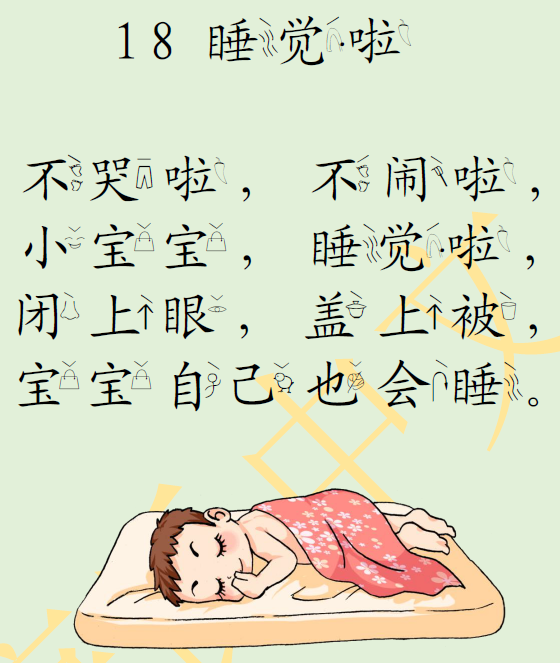 18 睡觉啦
不哭啦，不闹啦，
小宝宝，睡觉啦，
闭上眼，盖上被，
宝宝自己也会睡。